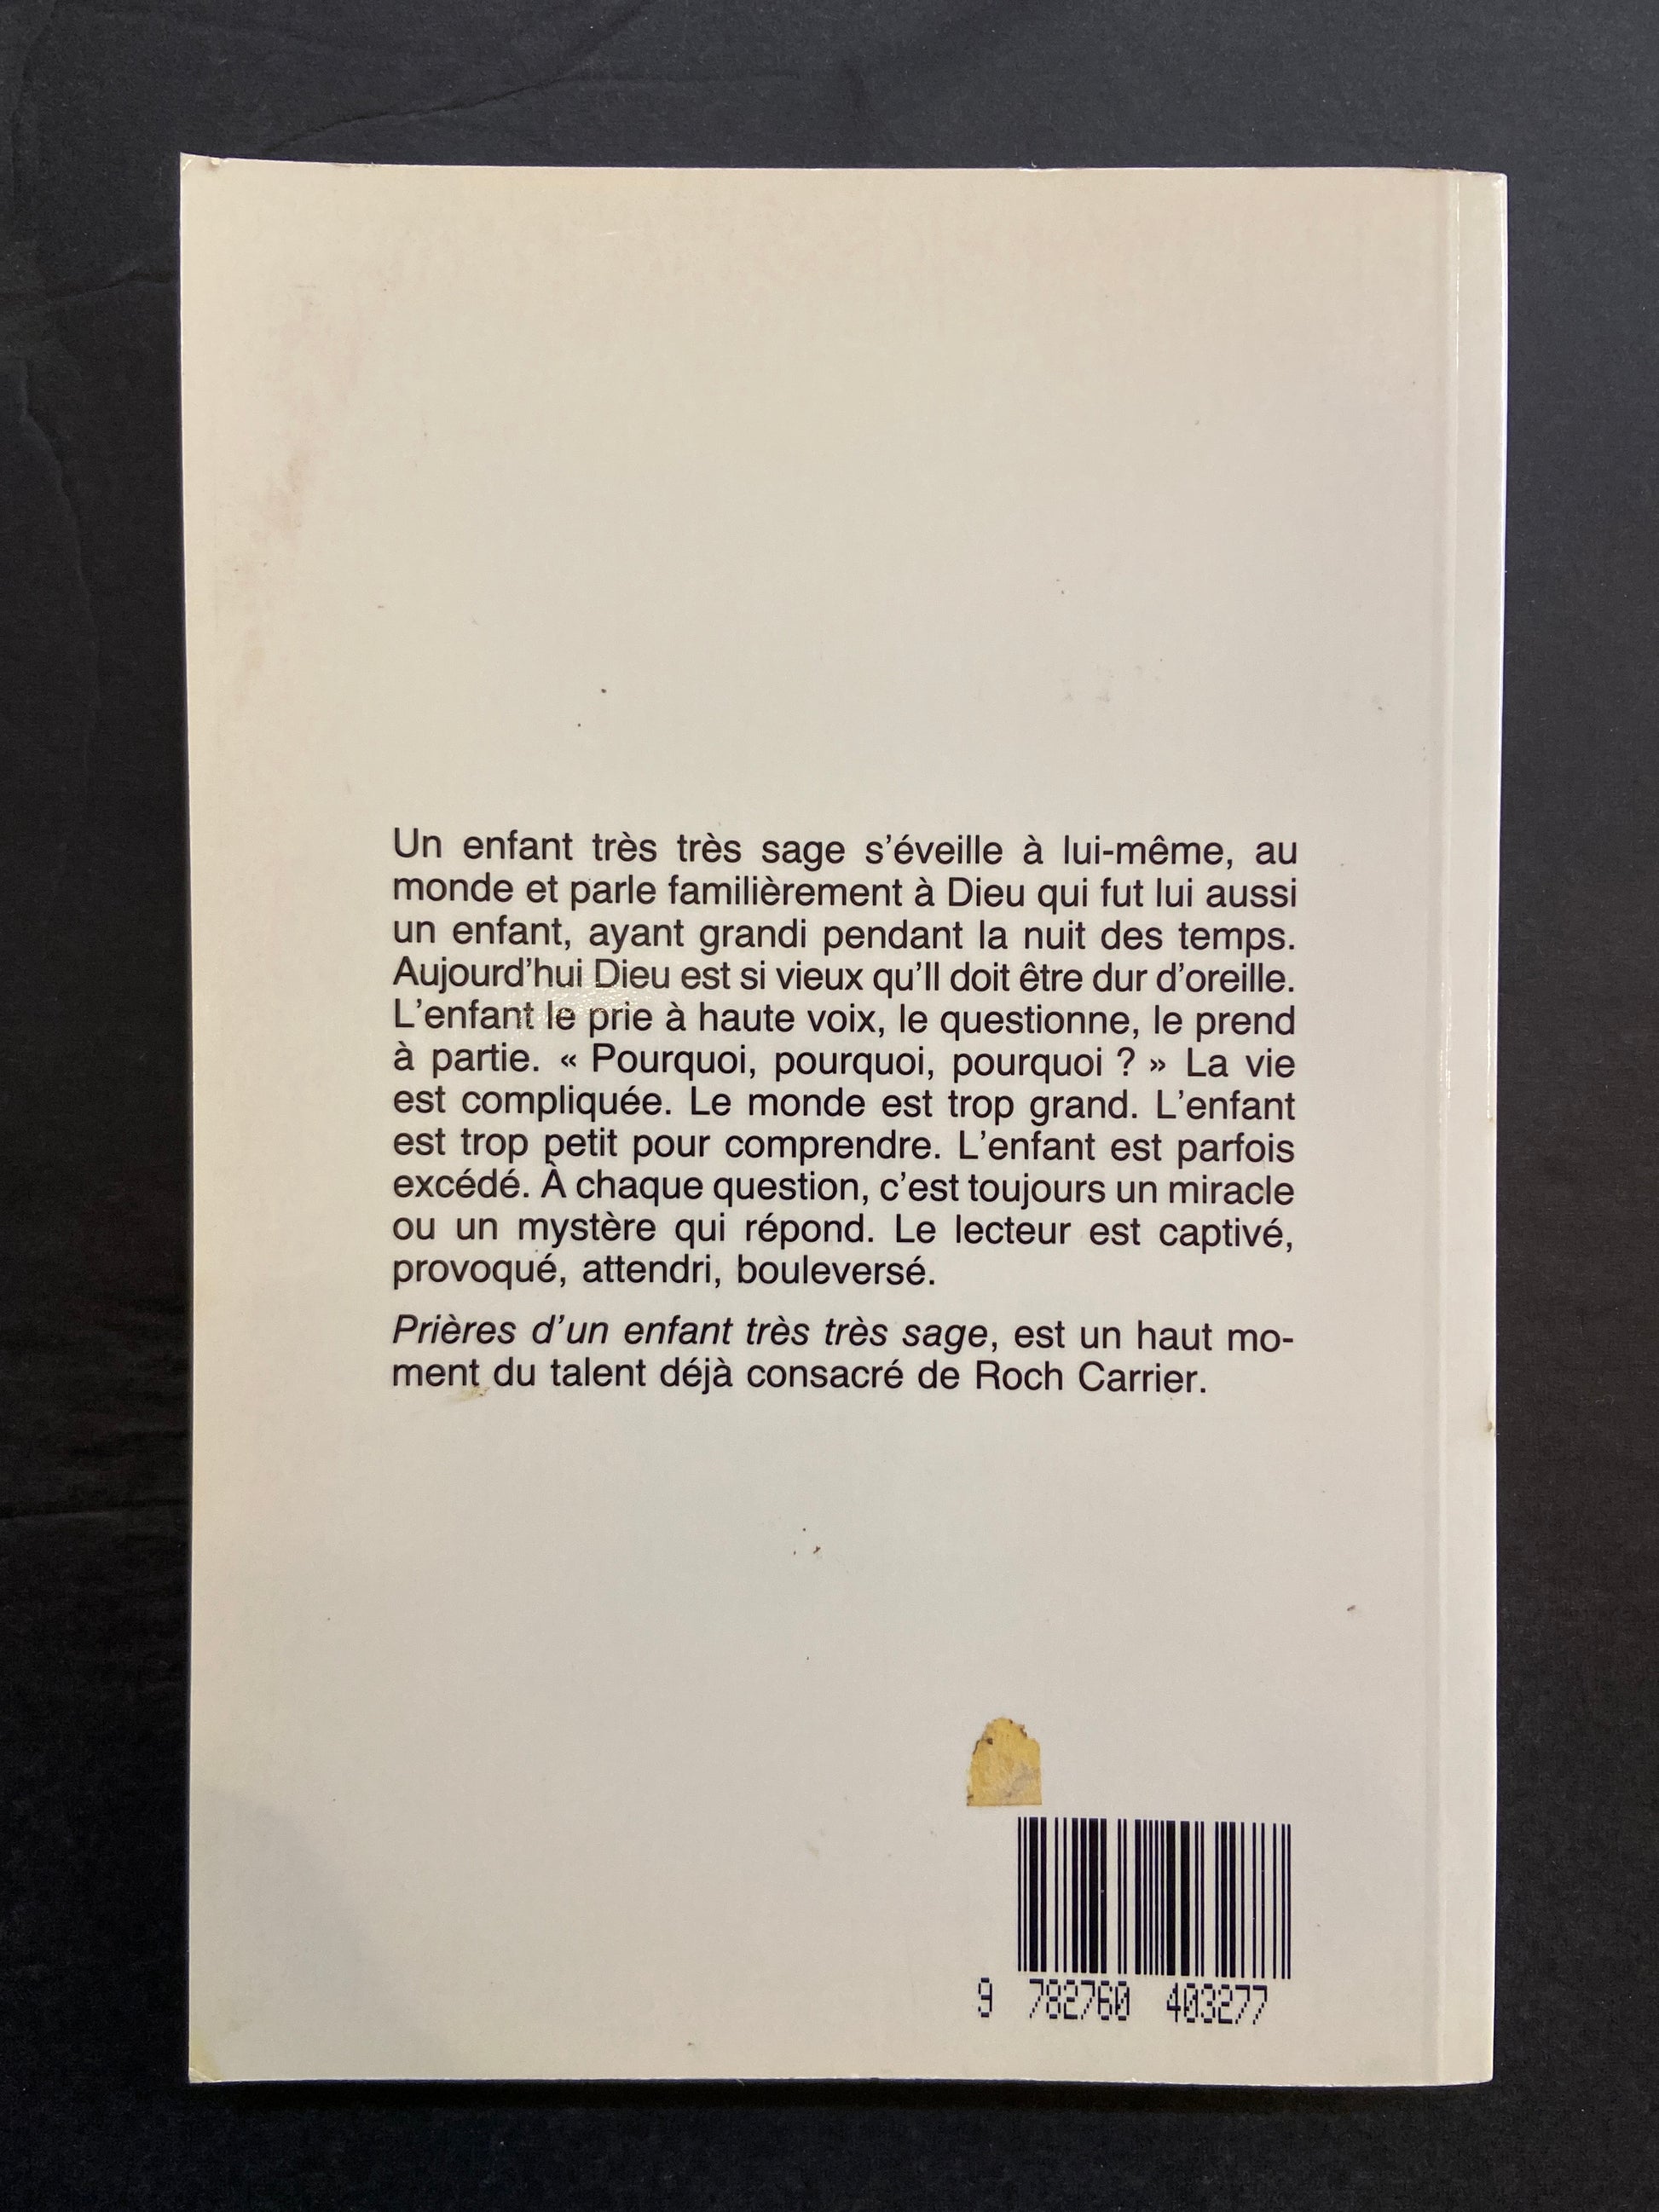 Un enfant très très sage s'éveille à lui-même, au
monde et parle familièrement à Dieu qui fut lui aussi
un enfant, ayant grandi pendant la nuit des temps.
Aujourd'hui Dieu est si vieux qu'Il doit être dur d'oreille.
L'enfant le prie à haute voix, le questionne, le prend
à partie. « Pourquoi, pourquoi, pourquoi ? » La vie
est compliquée. Le monde est trop grand. L'enfant
est trop petit pour comprendre. L'enfant est parfois
excédé. À chaque question, c'est toujours un miracle
ou un mystère qui répond. Le lecteur est captivé,
provoqué, attendri, bouleversé.
Prières d'un enfant très très sage, est un haut mo-
ment du talent déjà consacré de Roch Carrier.
9 782760 403277